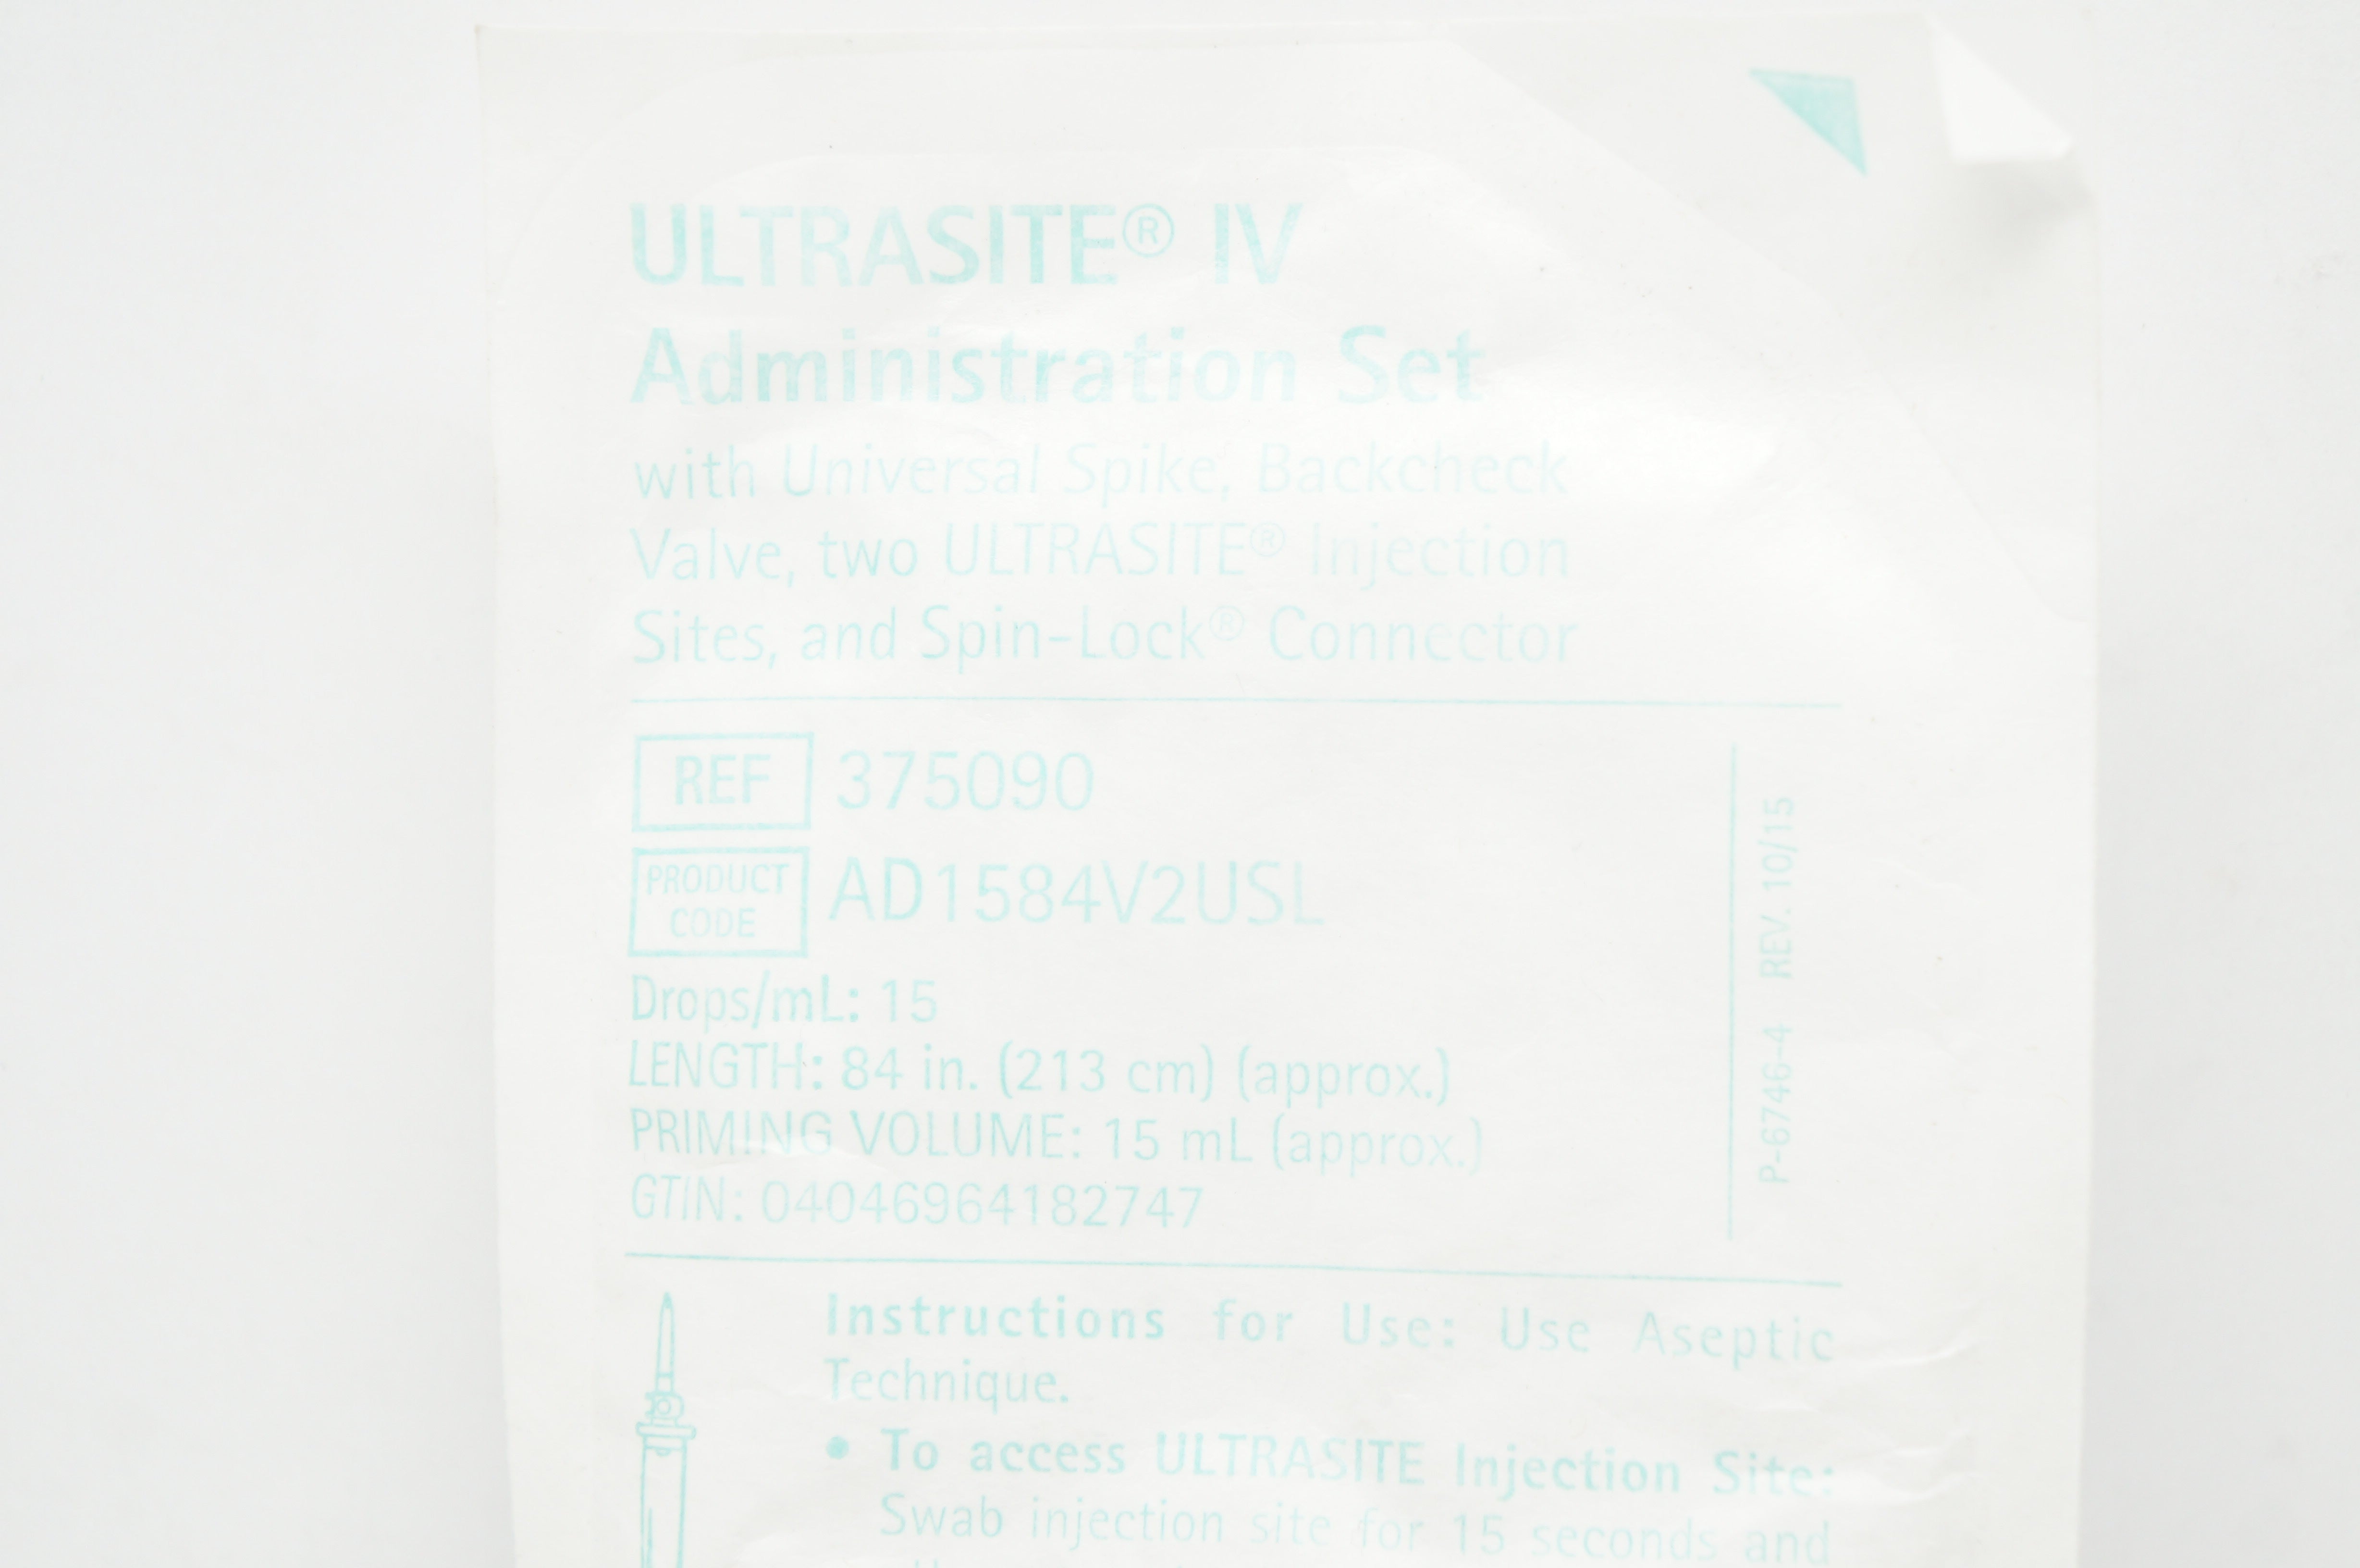 ULTRASITE® IV
Administration Set
with Universal Spike, Backcheck
Valve, two ULTRASITE® Injection
Sites, and Spin-Lock® Connector
REF 375090
PRODUCT
CODE
AD1584V2USL
Drops/mL: 15
LENGTH: 84 in. (213 cm) (approx.)
PRIMING VOLUME: 15 mL (approx.)
GTIN: 04046964182747
P-6746-4 REV. 10/15
Instructions for Use: Use Aseptic
Technique.
• To access ULTRASITE Injection Site:
Swab injection site for 15 seconds and